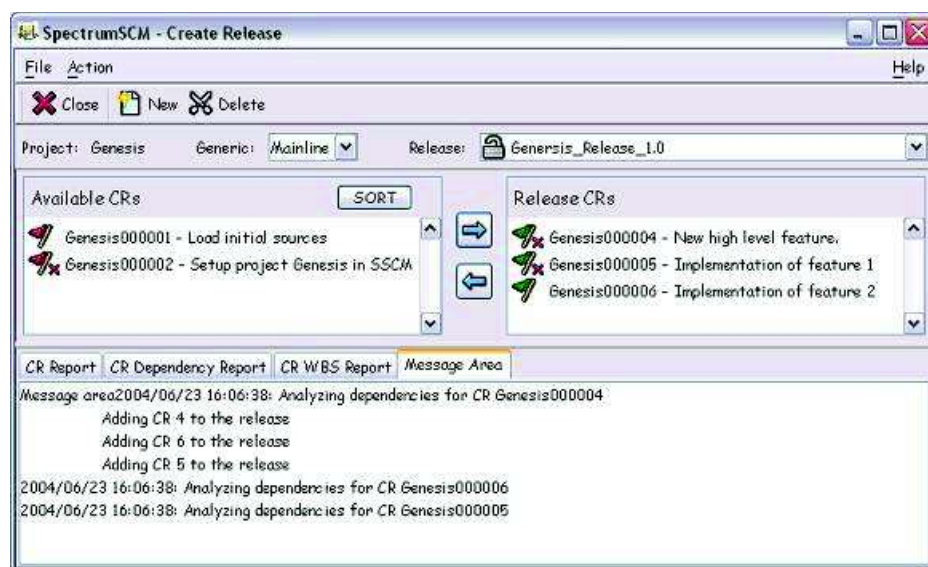 SpectrumSCM - Create Release
File Action Help
Close New Delete
Project: Genesis Generic: Mainline Release: Genersis_Release_1.0
Available CRs SORT Release CRs
Genesis000001 - Load initial sources
Genesis000002 - Setup project Genesis in SSCM
Genesis000004 - New high level feature.
Genesis000005 - Implementation of feature 1
Genesis000006 - Implementation of feature 2
CR Report CR Dependency Report CR WBS Report Message Area
Message area2004/06/23 16:06:38: Analyzing dependencies for CR Genesis000004
Adding CR 4 to the release
Adding CR 6 to the release
Adding CR 5 to the release
2004/06/23 16:06:38: Analyzing dependencies for CR Genesis000006
2004/06/23 16:06:38: Analyzing dependencies for CR Genesis000005